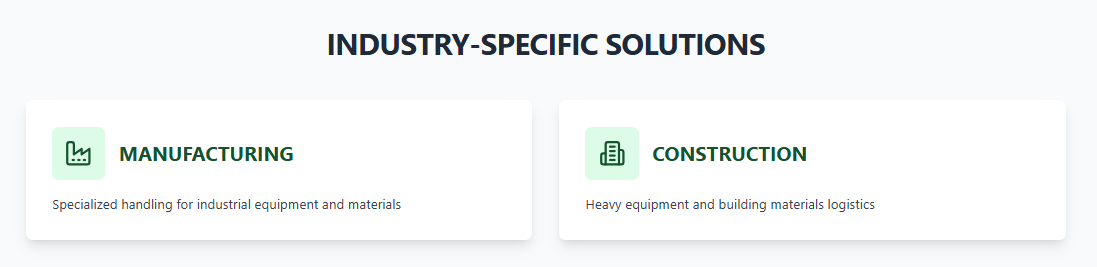 INDUSTRY-SPECIFIC SOLUTIONS
MANUFACTURING
Specialized handling for industrial equipment and materials
CONSTRUCTION
Heavy equipment and building materials logistics